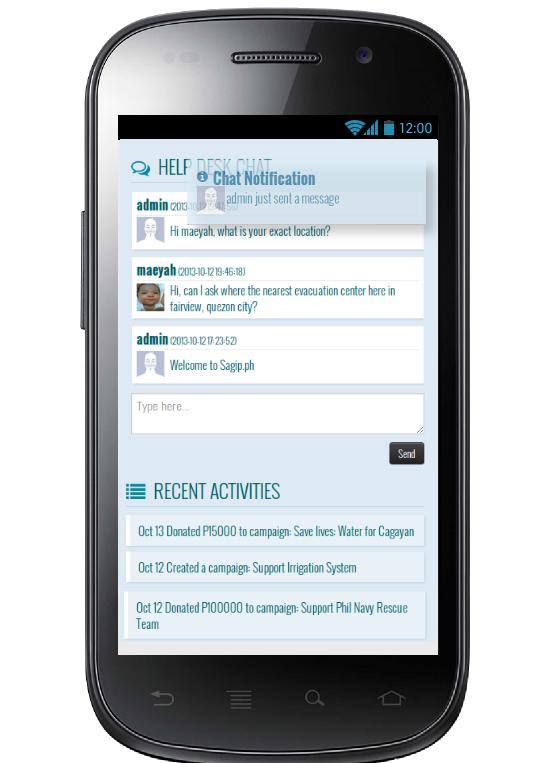 12:00
HELP DESK CHAT
Chat Notification
admin just sent a message
admin (2013-10-12
Hi maeyah, what is your exact location?
maeyah (2013-10-12 19:46:18)
Hi, can I ask where the nearest evacuation center here in
fairview, quezon city?
admin (2013-10-12 17:23:52)
Welcome to Sagip.ph
Type here...
Send
RECENT ACTIVITIES
Oct 13 Donated P15000 to campaign: Save lives: Water for Cagayan
Oct 12 Created a campaign: Support Irrigation System
Oct 12 Donated P100000 to campaign: Support Phil Navy Rescue
Team